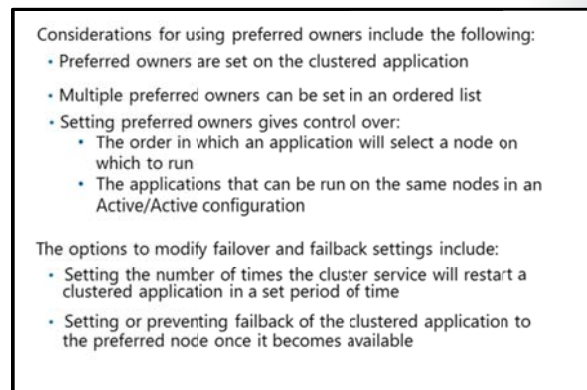 Considerations for using preferred owners include the following:
• Preferred owners are set on the clustered application
• Multiple preferred owners can be set in an ordered list
• Setting preferred owners gives control over:
• The order in which an application will select a node on
which to run
• The applications that can be run on the same nodes in an
Active/Active configuration
The options to modify failover and failback settings include:
• Setting the number of times the cluster service will restart a
clustered application in a set period of time
• Setting or preventing failback of the clustered application to
the preferred node once it becomes available